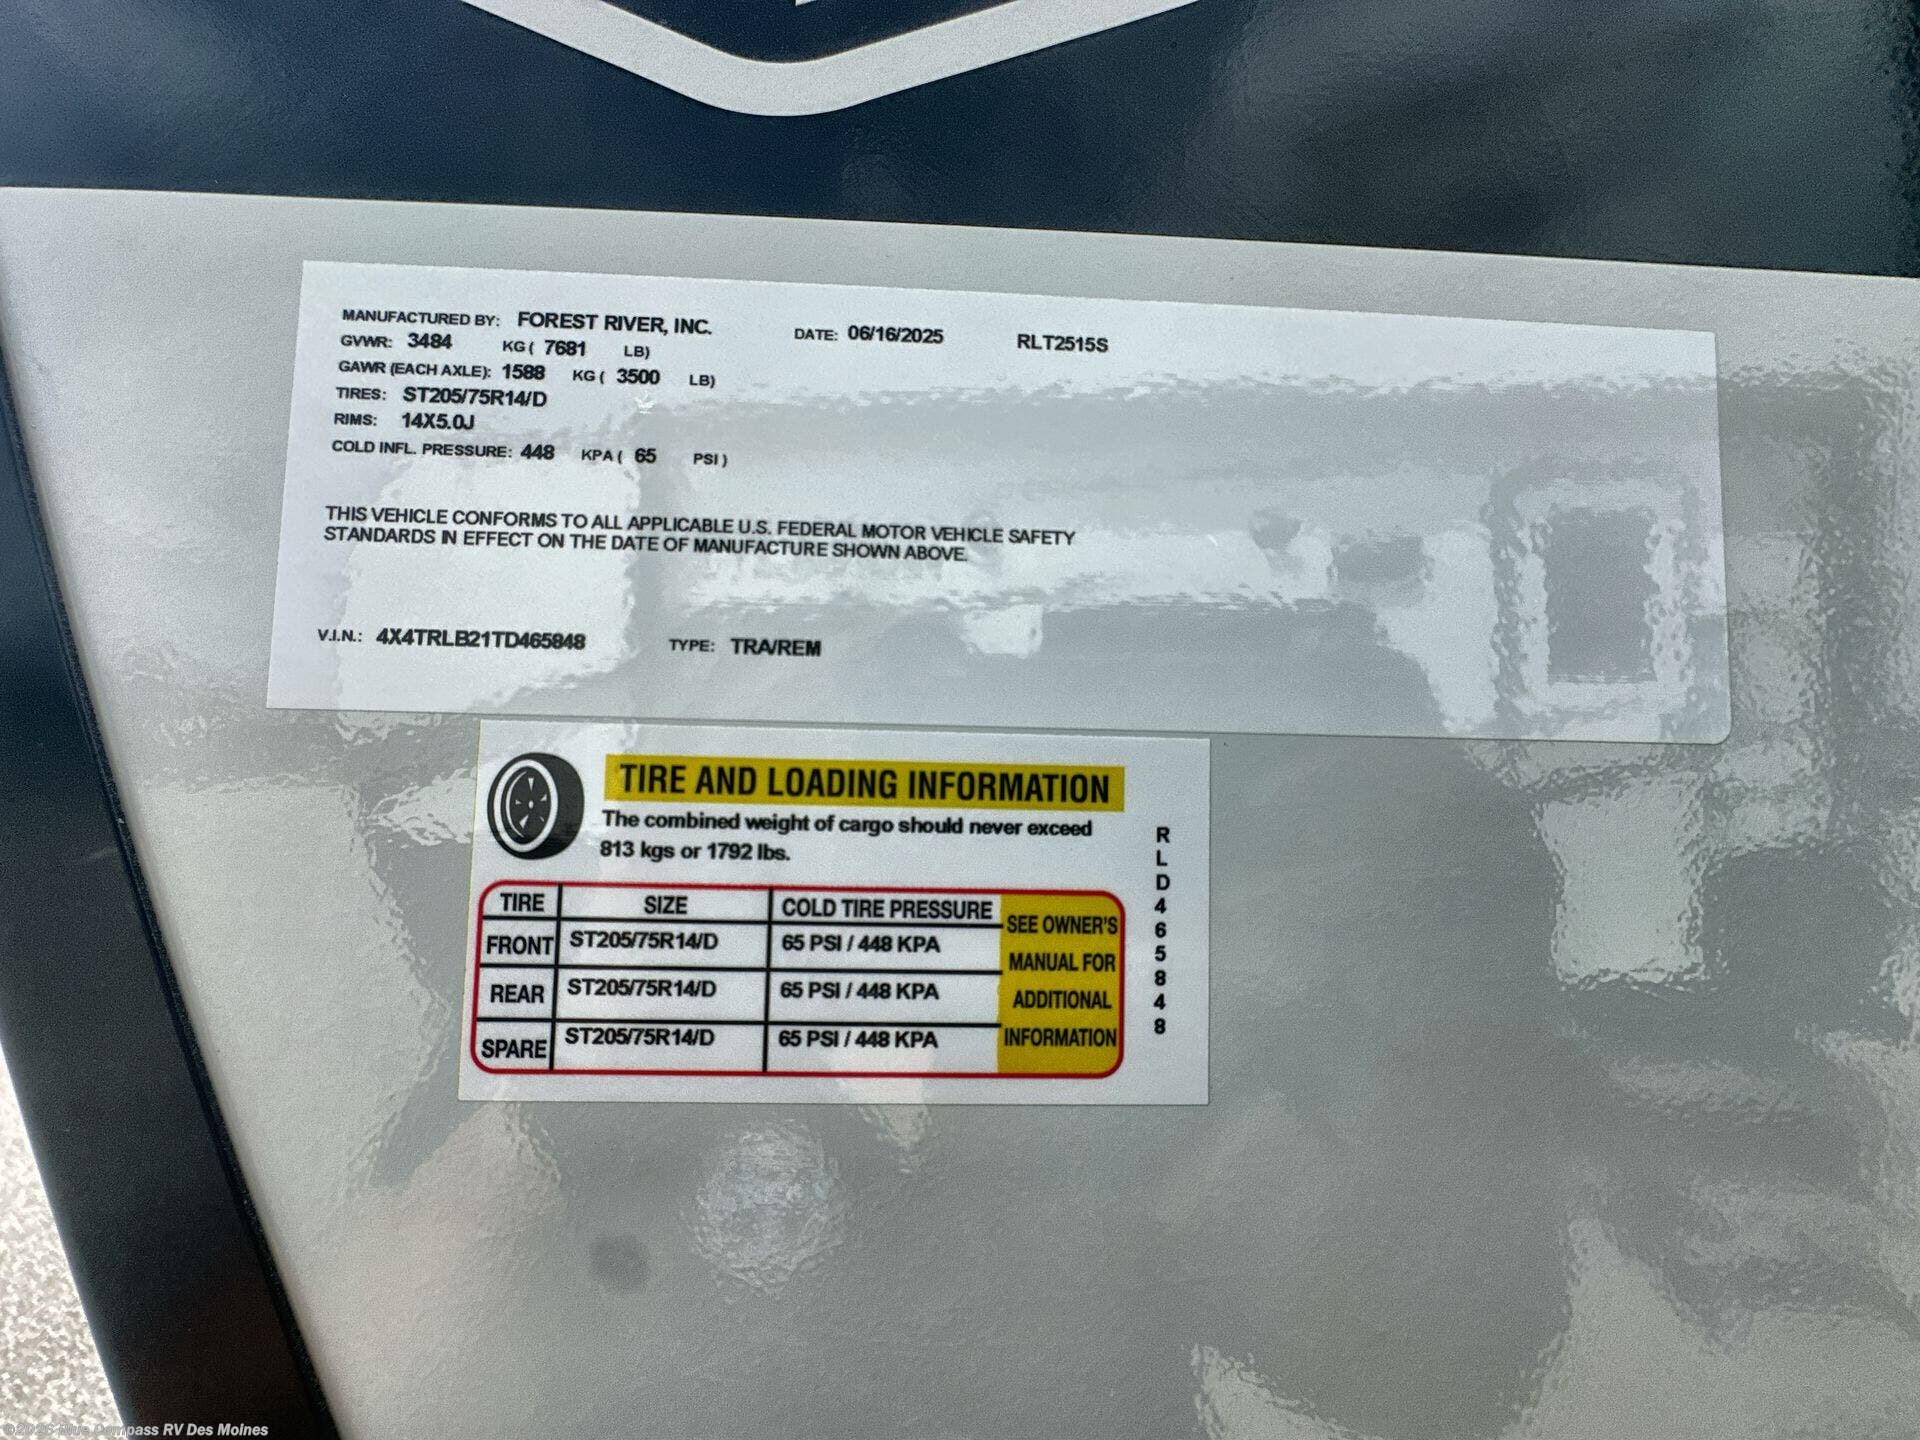 MANUFACTURED BY: FOREST RIVER, INC. DATE: 06/16/2025 RLT2515S
GVWR: 3484 KG ( 7681 LB)
GAWR (EACH AXLE): 1588 KG ( 3500 LB)
TIRES: ST205/75R14/D
RIMS: 14X5.0J
COLD INFL. PRESSURE: 448 KPA ( 65 PSI )
THIS VEHICLE CONFORMS TO ALL APPLICABLE U.S. FEDERAL MOTOR VEHICLE SAFETY
STANDARDS IN EFFECT ON THE DATE OF MANUFACTURE SHOWN ABOVE.
V.I.N.: 4X4TRLB21TD465848 TYPE: TRA/REM
TIRE AND LOADING INFORMATION
The combined weight of cargo should never exceed
813 kgs or 1792 lbs.
TIRE SIZE COLD TIRE PRESSURE
FRONT ST205/75R14/D 65 PSI / 448 KPA
REAR ST205/75R14/D 65 PSI / 448 KPA
SPARE ST205/75R14/D 65 PSI / 448 KPA
SEE OWNER'S
MANUAL FOR
ADDITIONAL
INFORMATION
RLD465848
Compass RV Des Moines